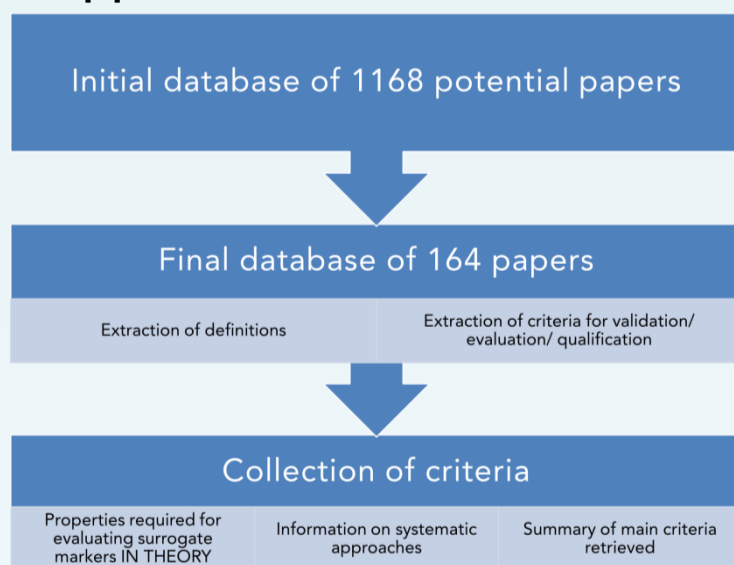 Initial database of 1168 potential papers
Final database of 164 papers
Extraction of definitions
Extraction of criteria for validation/
evaluation/ qualification
Collection of criteria
Properties required for
evaluating surrogate
markers IN THEORY
Information on systematic
approaches
Summary of main criteria
retrieved